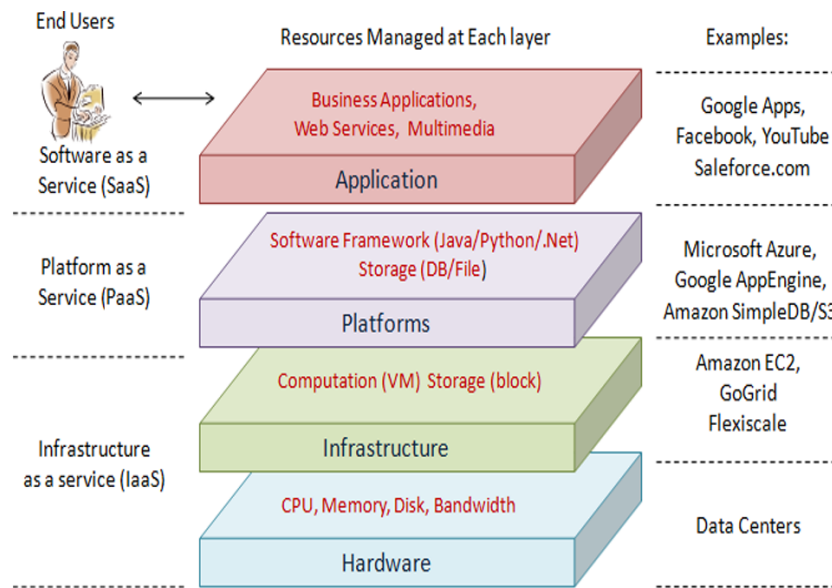 End Users
Resources Managed at Each layer
Examples:
Business Applications,
Web Services, Multimedia
Application
Software as a
Service (SaaS)
Google Apps,
Facebook, YouTube
Saleforce.com
Software Framework (Java/Python/.Net)
Storage (DB/File)
Platforms
Platform as a
Service (PaaS)
Microsoft Azure,
Google AppEngine,
Amazon SimpleDB/S3
Computation (VM) Storage (block)
Infrastructure
Amazon EC2,
GoGrid
Flexiscale
Infrastructure
as a service (IaaS)
CPU, Memory, Disk, Bandwidth
Hardware
Data Centers